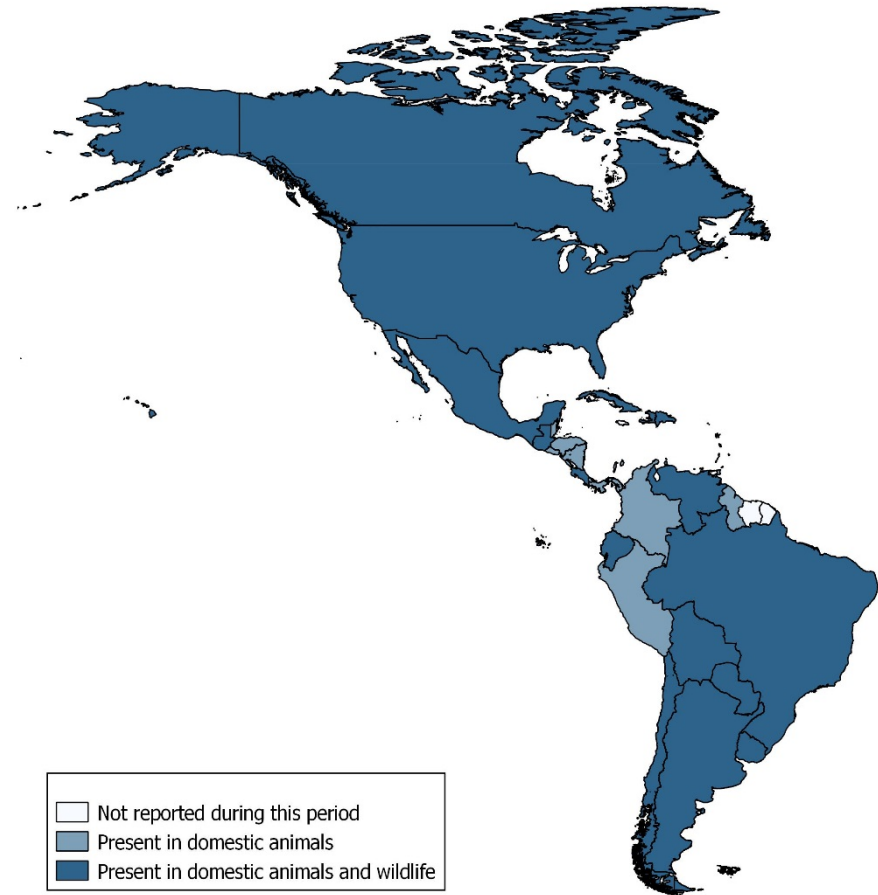 Not reported during this period
Present in domestic animals
Present in domestic animals and wildlife